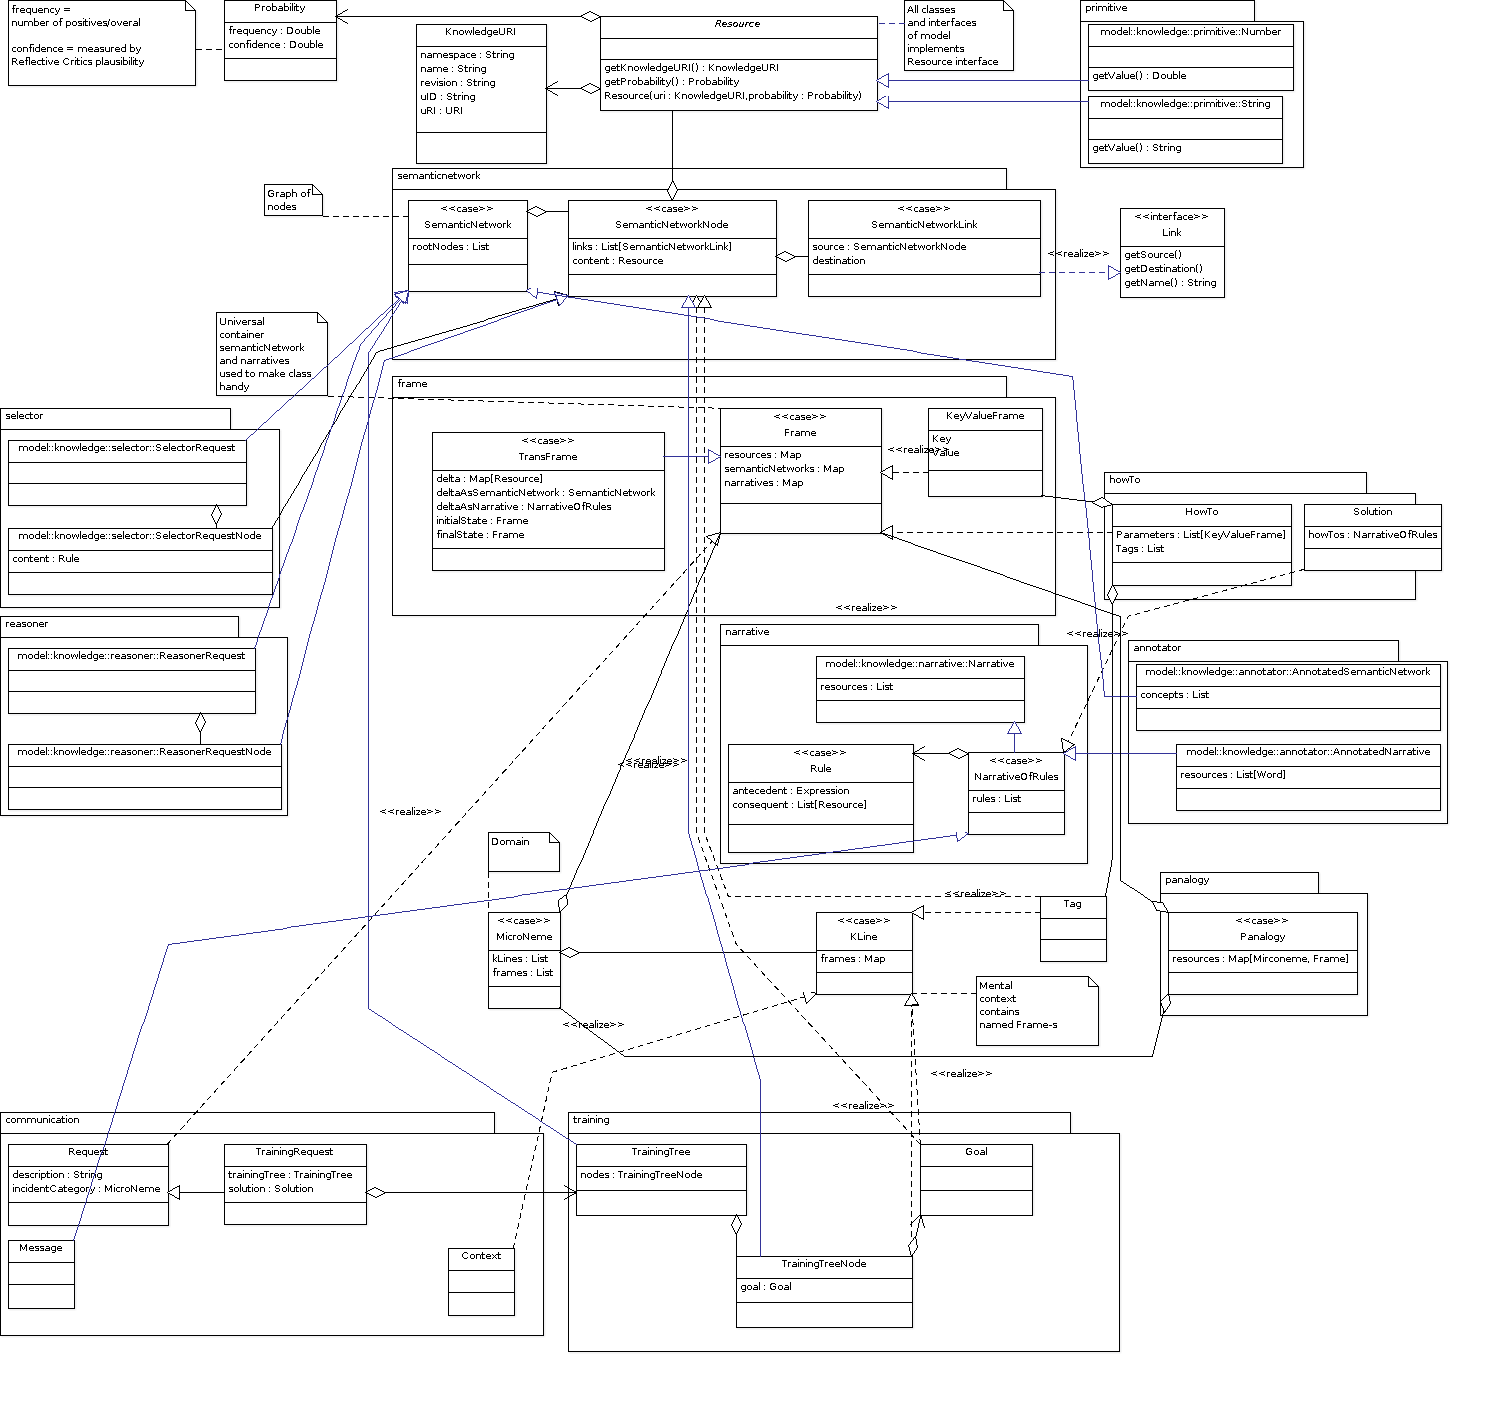 frequency =
number of positives/overal
confidence = measured by
Reflective Critics plausibility
Probability
frequency : Double
confidence : Double
KnowledgeURI
namespace : String
name : String
revision : String
uID : String
uRI : URI
Resource
getKnowledgeURI() : KnowledgeURI
getProbability() : Probability
Resource(uri : KnowledgeURI,probability : Probability)
All classes
and interfaces
of model
implements
Resource interface
primitive
model::knowledge::primitive::Number
getValue() : Double
model::knowledge::primitive::String
getValue() : String
semanticnetwork
Graph of
nodes
<<case>>
SemanticNetwork
rootNodes : List
<<case>>
SemanticNetworkNode
links : List[SemanticNetworkLink]
content : Resource
<<case>>
SemanticNetworkLink
source : SemanticNetworkNode
destination
<<realize>>
<<interface>>
Link
getSource()
getDestination()
getName() : String
Universal
container
semanticNetwork
and narratives
used to make class
handy
frame
<<case>>
TransFrame
delta : Map[Resource]
deltaAsSemanticNetwork : SemanticNetwork
deltaAsNarrative : NarrativeOfRules
initialState : Frame
finalState : Frame
<<case>>
Frame
resources : Map
semanticNetworks : Map
narratives : Map
<<realize>>
KeyValueFrame
Key
Value
<<realize>>
selector
model::knowledge::selector::SelectorRequest
model::knowledge::selector::SelectorRequestNode
content : Rule
howTo
HowTo
Parameters : List[KeyValueFrame]
Tags : List
Solution
howTos : NarrativeOfRules
<<realize>>
reasoner
model::knowledge::reasoner::ReasonerRequest
model::knowledge::reasoner::ReasonerRequestNode
narrative
model::knowledge::narrative::Narrative
resources : List
<<case>>
Rule
antecedent : Expression
consequent : List[Resource]
<<case>>
NarrativeOfRules
rules : List
annotator
model::knowledge::annotator::AnnotatedSemanticNetwork
concepts : List
model::knowledge::annotator::AnnotatedNarrative
resources : List[Word]
<<realize>>
<<realize>>
<<realize>>
Domain
<<case>>
MicroNeme
kLines : List
frames : List
<<case>>
KLine
frames : Map
<<realize>>
Tag
panalogy
<<case>>
Panalogy
resources : Map[Mirconeme, Frame]
Mental
context
contains
named Frame-s
<<realize>>
<<realize>>
<<realize>>
communication
Request
description : String
incidentCategory : MicroNeme
TrainingRequest
trainingTree : TrainingTree
solution : Solution
Message
Context
training
TrainingTree
nodes : TrainingTreeNode
Goal
TrainingTreeNode
goal : Goal